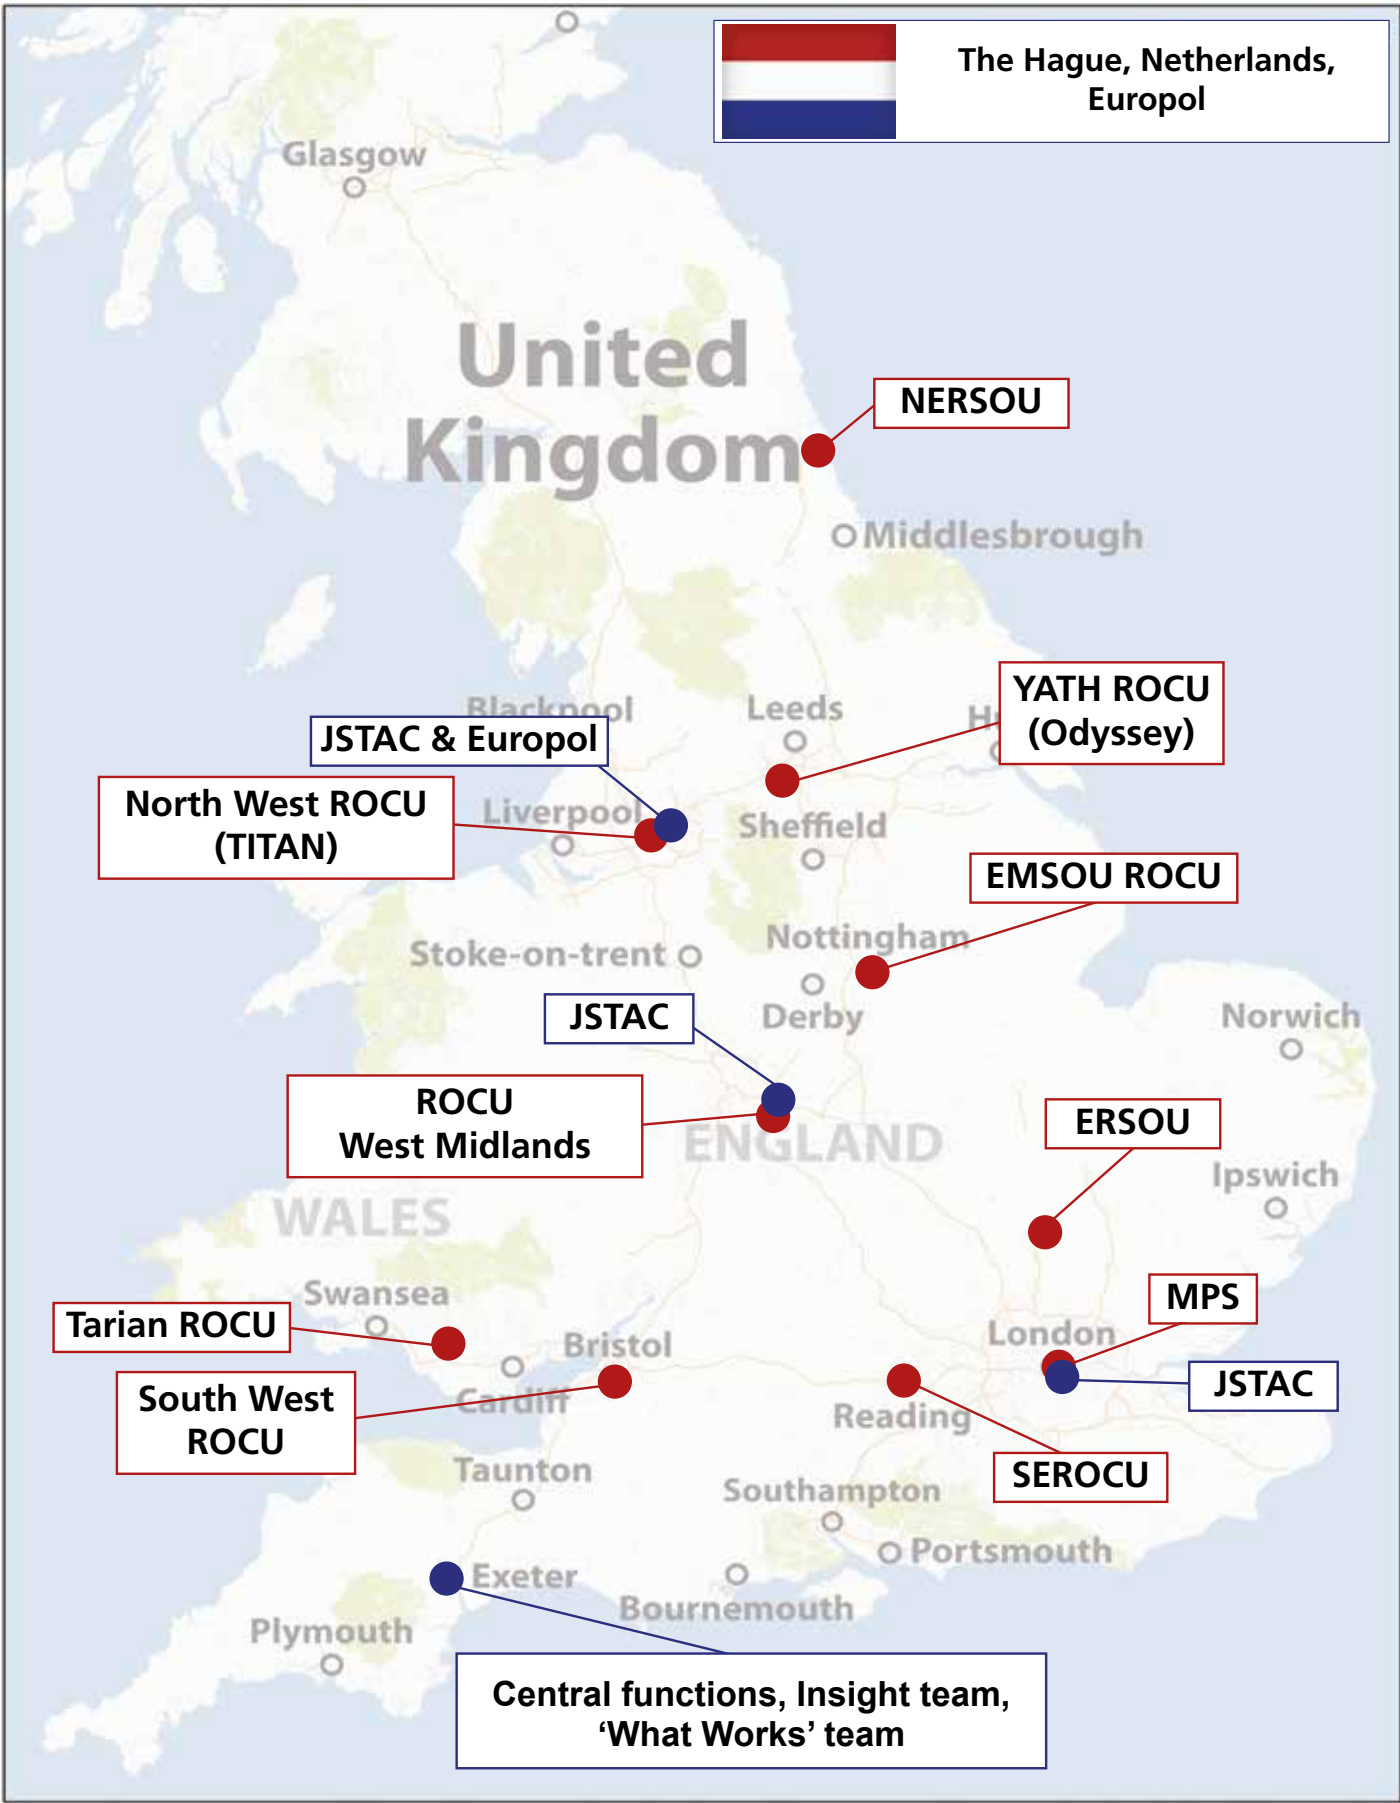 The Hague, Netherlands,
Europol
Glasgow
United
Kingdom
NERSOU
Middlesbrough
YATH ROCU
(Odyssey)
Blackpool
Leeds
JSTAC & Europol
North West ROCU
(TITAN)
Liverpool
Sheffield
EMSOU ROCU
Nottingham
Stoke-on-trent
JSTAC
Derby
Norwich
ROCU
West Midlands
ENGLAND
ERSOU
Ipswich
WALES
Swansea
MPS
Tarian ROCU
Bristol
London
JSTAC
South West
ROCU
Cardiff
Reading
SEROCU
Taunton
Southampton
Portsmouth
Exeter
Bournemouth
Plymouth
Central functions, Insight team,
‘What Works’ team